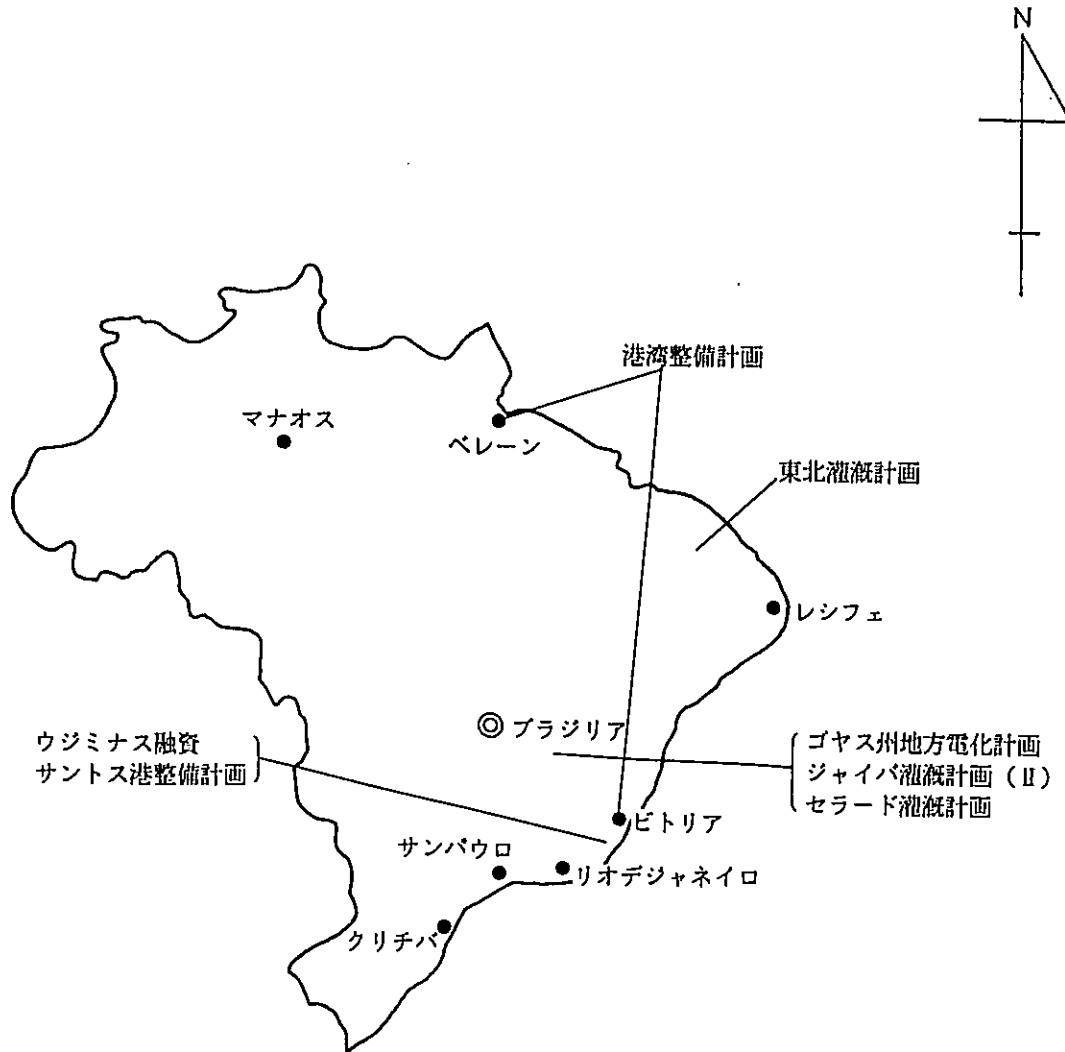 N
港湾整備計画
マナオス
ベレーン
東北灌漑計画
レシフェ
ブラジリア
ウジミナス融資
サントス港整備計画
ゴヤス州地方電化計画
ジャイバ灌漑計画（Ⅱ）
セラード灌漑計画
ビトリア
サンパウロ
リオデジャネイロ
クリチバ